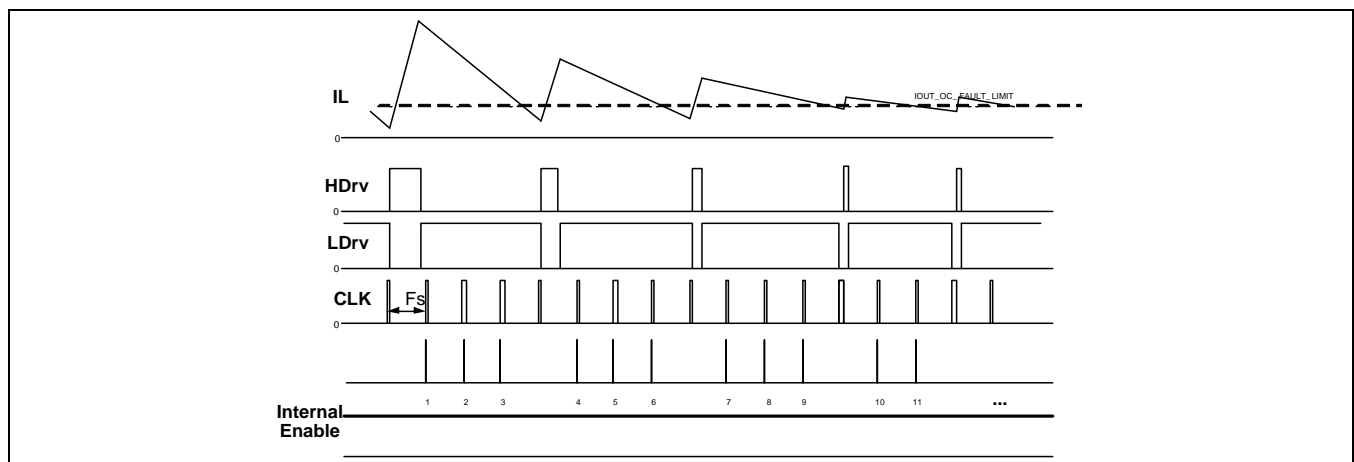 IL
IOUT_OC_FAULT_LIMIT
0
HDrv
0
LDrv
0
CLK
Fs
0
1 2 3 4 5 6 7 8 9 10 11 ...
Internal
Enable